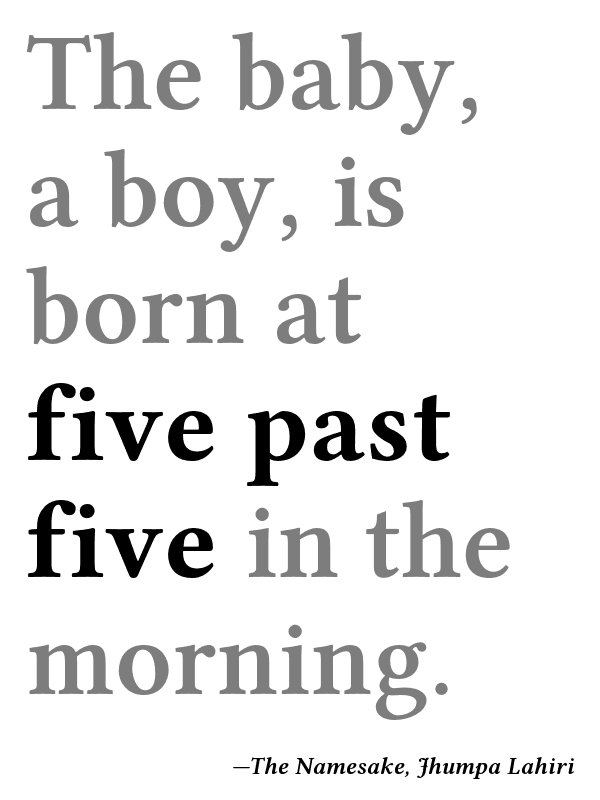 The baby,
a boy, is
born at
five past
five in the
morning.
—The Namesake, Jhumpa Lahiri